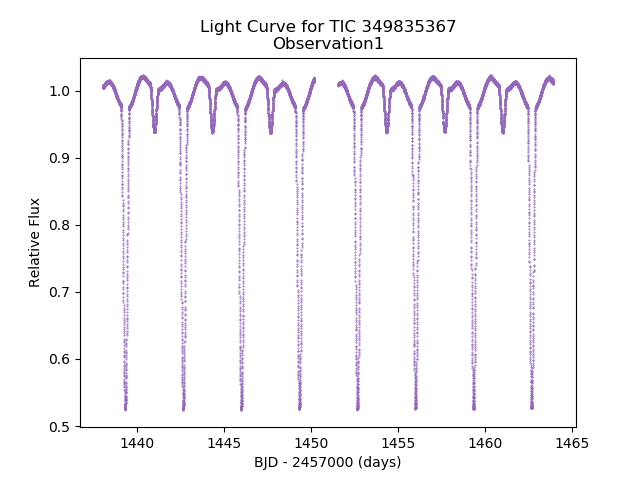 Light Curve for TIC 349835367
Observation1
1.0
0.9
0.8
0.7
0.6
0.5
Relative Flux
1440 1445 1450 1455 1460 1465
BJD - 2457000 (days)